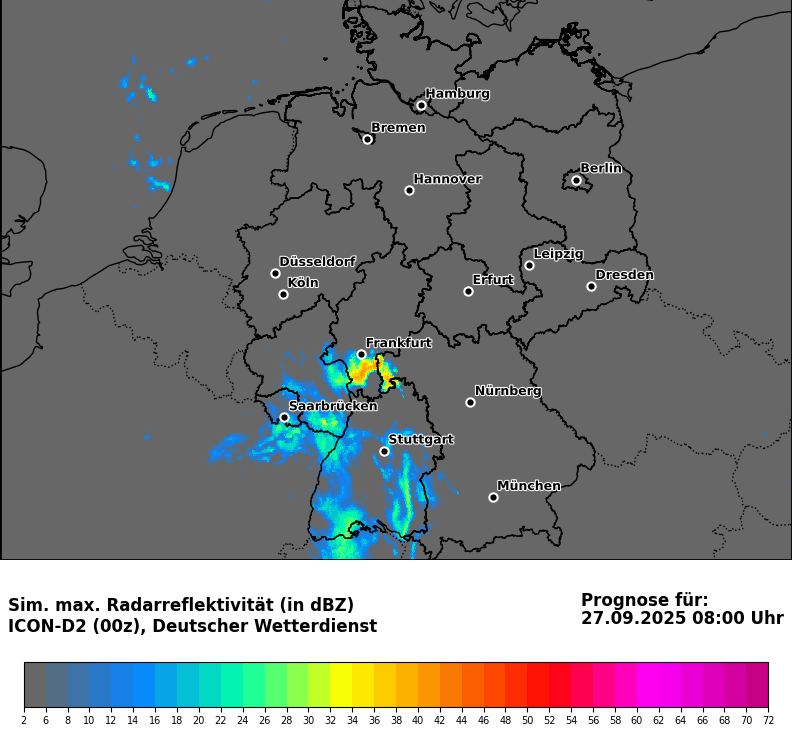 Hamburg
Bremen
Berlin
Hannover
Leipzig
Düsseldorf
Dresden
Köln
Erfurt
Frankfurt
Nürnberg
Saarbrücken
Stuttgart
München
Sim. max. Radarreflektivität (in dBZ)
ICON-D2 (00z), Deutscher Wetterdienst
Prognose für:
27.09.2025 08:00 Uhr
2 6 8 10 12 14 16 18 20 22 24 26 28 30 32 34 36 38 40 42 44 46 48 50 52 54 56 58 60 62 64 66 68 70 72